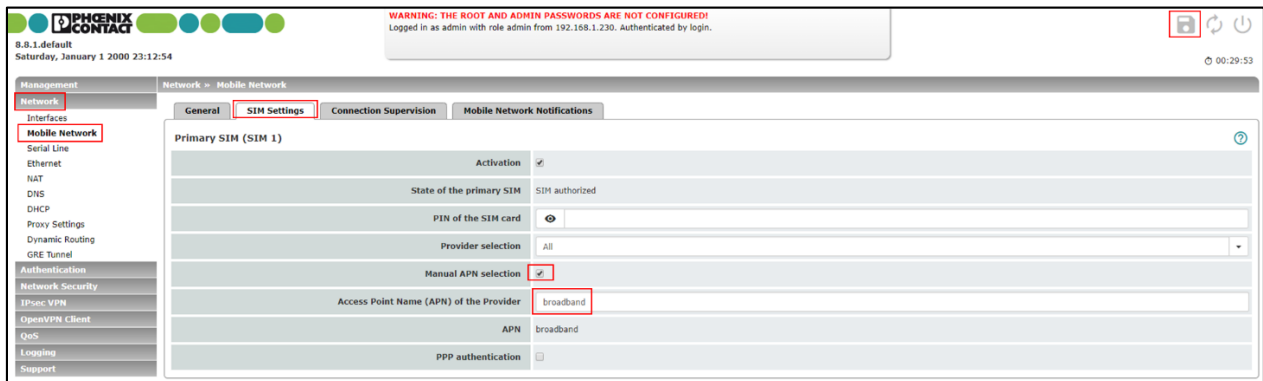 PHŒNIX
CONTACT
WARNING: THE ROOT AND ADMIN PASSWORDS ARE NOT CONFIGURED!
Logged in as admin with role admin from 192.168.1.230. Authenticated by login.
8.8.1.default
Saturday, January 1 2000 23:12:54
00:29:53
Management
Network
Interfaces
Mobile Network
Serial Line
Ethernet
NAT
DNS
DHCP
Proxy Settings
Dynamic Routing
GRE Tunnel
Authentication
Network Security
IPsec VPN
OpenVPN Client
QoS
Logging
Support
Network » Mobile Network
General SIM Settings Connection Supervision Mobile Network Notifications
Primary SIM (SIM 1)
Activation
State of the primary SIM SIM authorized
PIN of the SIM card
Provider selection All
Manual APN selection
Access Point Name (APN) of the Provider broadband
APN broadband
PPP authentication